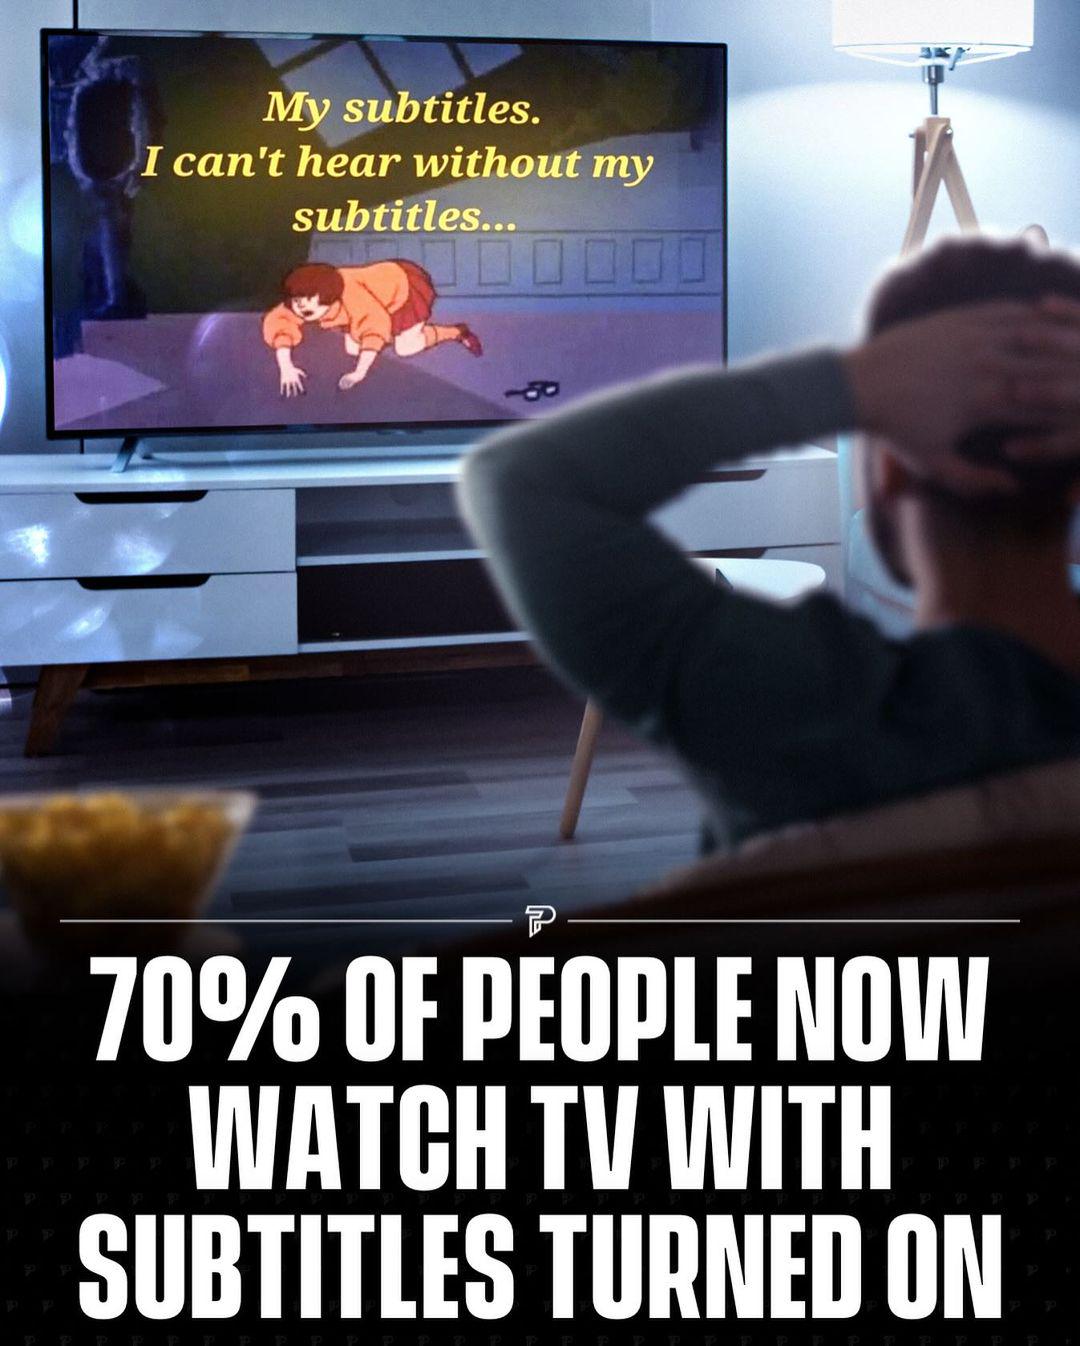 My subtitles.
I can't hear without my
subtitles...
70% OF PEOPLE NOW
WATCH TV WITH
SUBTITLES TURNED ON